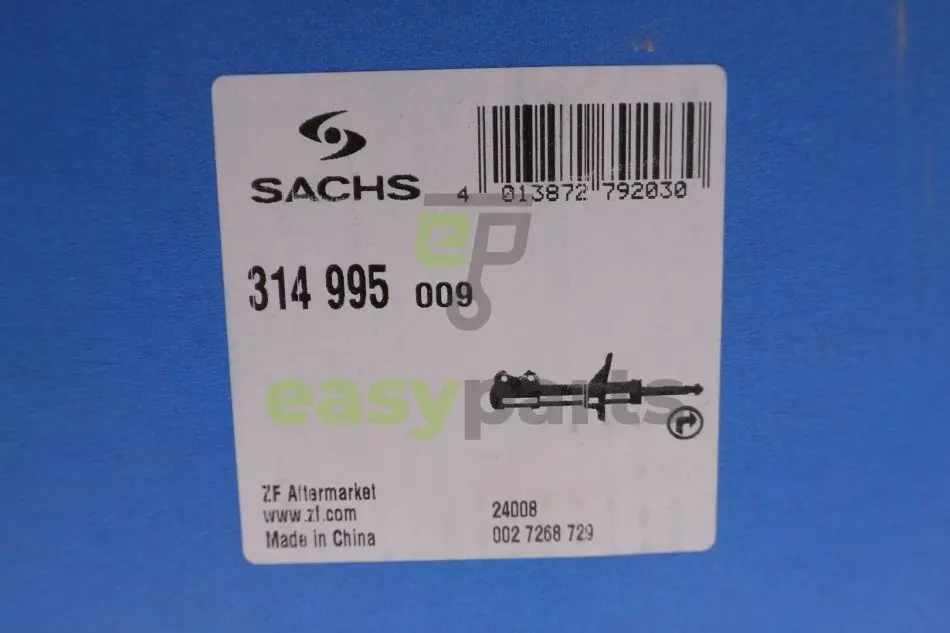 SACHS
4 013872 792030
314 995 009
ep
easyparts
ZF Aftermarket
www.zf.com
Made in China
24008
002 7268 729